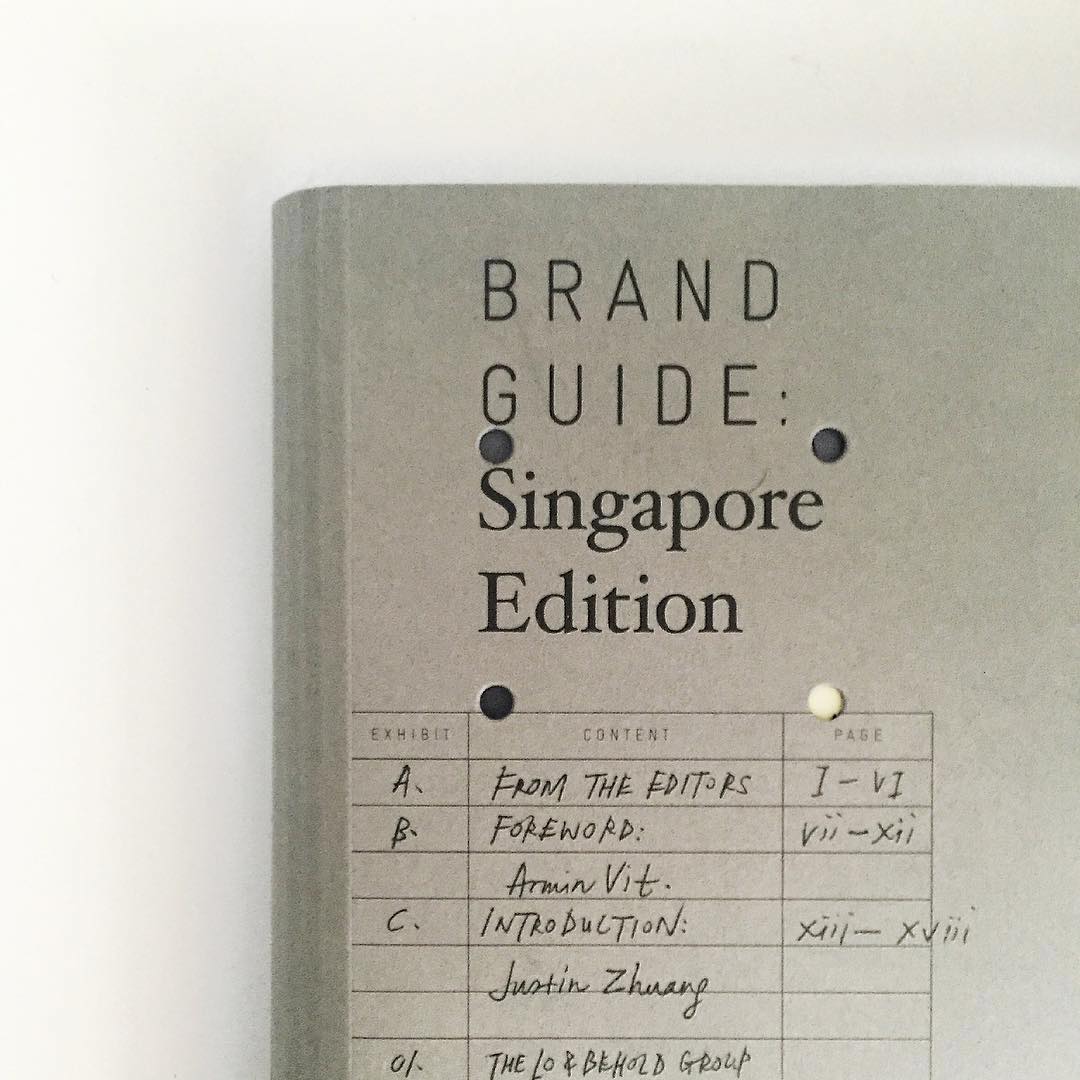 BRAND
GUIDE:
Singapore
Edition
EXHIBIT CONTENT PAGE
A. FROM THE EDITORS I – VI
B. FOREWORD: vii – xii
Armin Vit.
C. INTRODUCTION: xiii – xviii
Justin Zhuang
01. THE LO & BEHOLD GROUP